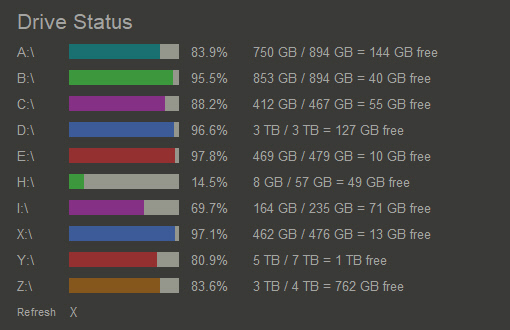 Drive Status
A:\ 83.9% 750 GB / 894 GB = 144 GB free
B:\ 95.5% 853 GB / 894 GB = 40 GB free
C:\ 88.2% 412 GB / 467 GB = 55 GB free
D:\ 96.6% 3 TB / 3 TB = 127 GB free
E:\ 97.8% 469 GB / 479 GB = 10 GB free
H:\ 14.5% 8 GB / 57 GB = 49 GB free
I:\ 69.7% 164 GB / 235 GB = 71 GB free
X:\ 97.1% 462 GB / 476 GB = 13 GB free
Y:\ 80.9% 5 TB / 7 TB = 1 TB free
Z:\ 83.6% 3 TB / 4 TB = 762 GB free
Refresh X